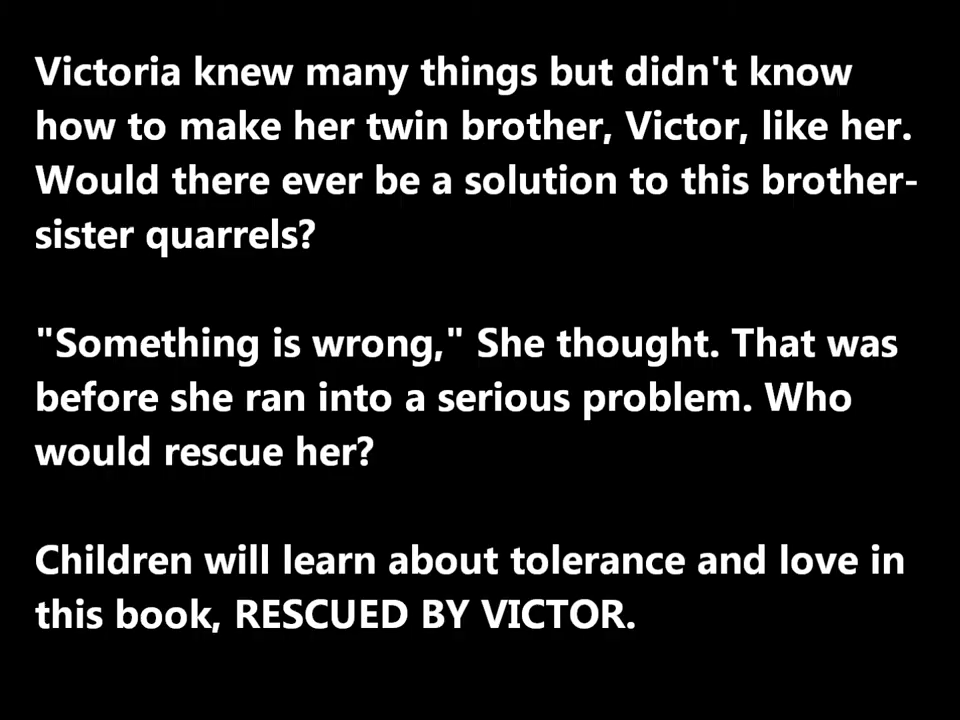 Victoria knew many things but didn't know
how to make her twin brother, Victor, like her.
Would there ever be a solution to this brother-
sister quarrels?
"Something is wrong," She thought. That was
before she ran into a serious problem. Who
would rescue her?
Children will learn about tolerance and love in
this book, RESCUED BY VICTOR.